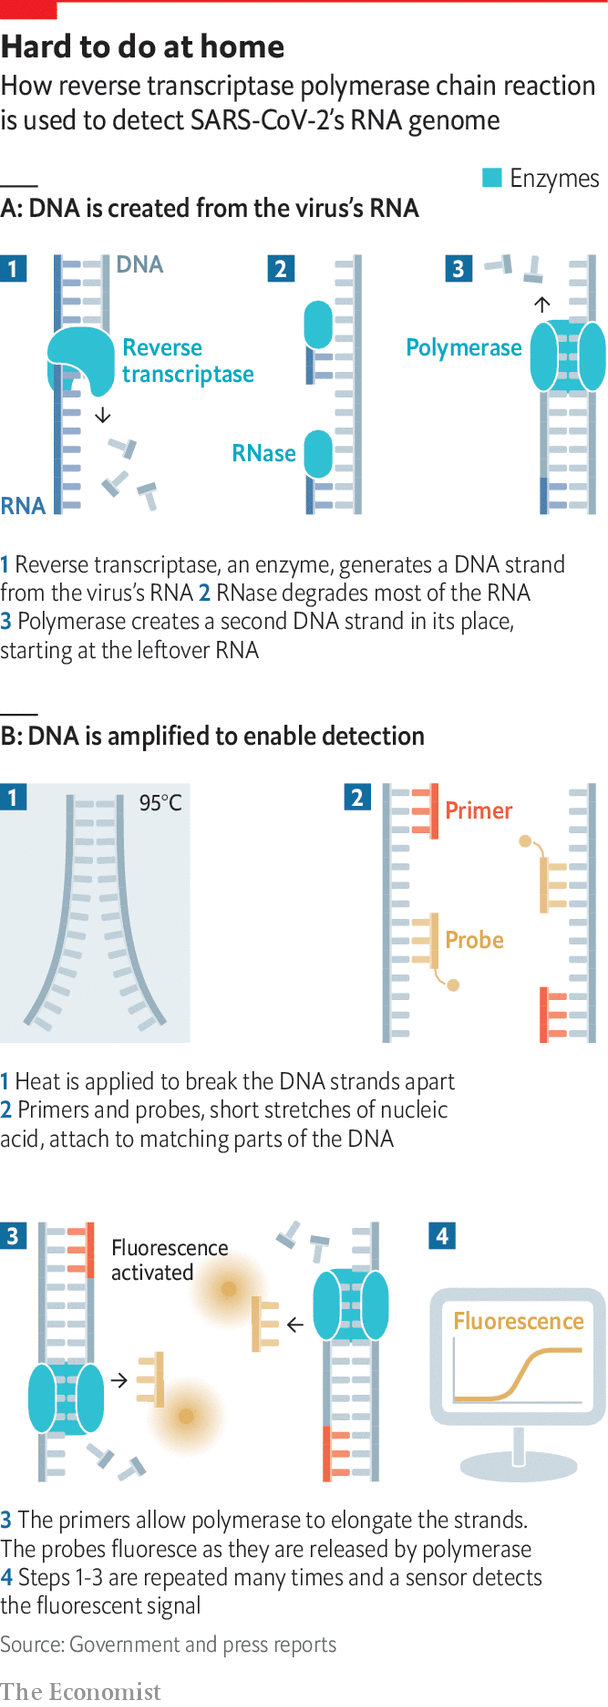 Hard to do at home
How reverse transcriptase polymerase chain reaction
is used to detect SARS-CoV-2’s RNA genome
Enzymes
A: DNA is created from the virus’s RNA
1
DNA
Reverse
transcriptase
RNA
2
RNase
3
Polymerase
1 Reverse transcriptase, an enzyme, generates a DNA strand
from the virus’s RNA 2 RNase degrades most of the RNA
3 Polymerase creates a second DNA strand in its place,
starting at the leftover RNA
B: DNA is amplified to enable detection
1
95°C
2
Primer
Probe
1 Heat is applied to break the DNA strands apart
2 Primers and probes, short stretches of nucleic
acid, attach to matching parts of the DNA
3
Fluorescence
activated
4
Fluorescence
3 The primers allow polymerase to elongate the strands.
The probes fluoresce as they are released by polymerase
4 Steps 1-3 are repeated many times and a sensor detects
the fluorescent signal
Source: Government and press reports
The Economist